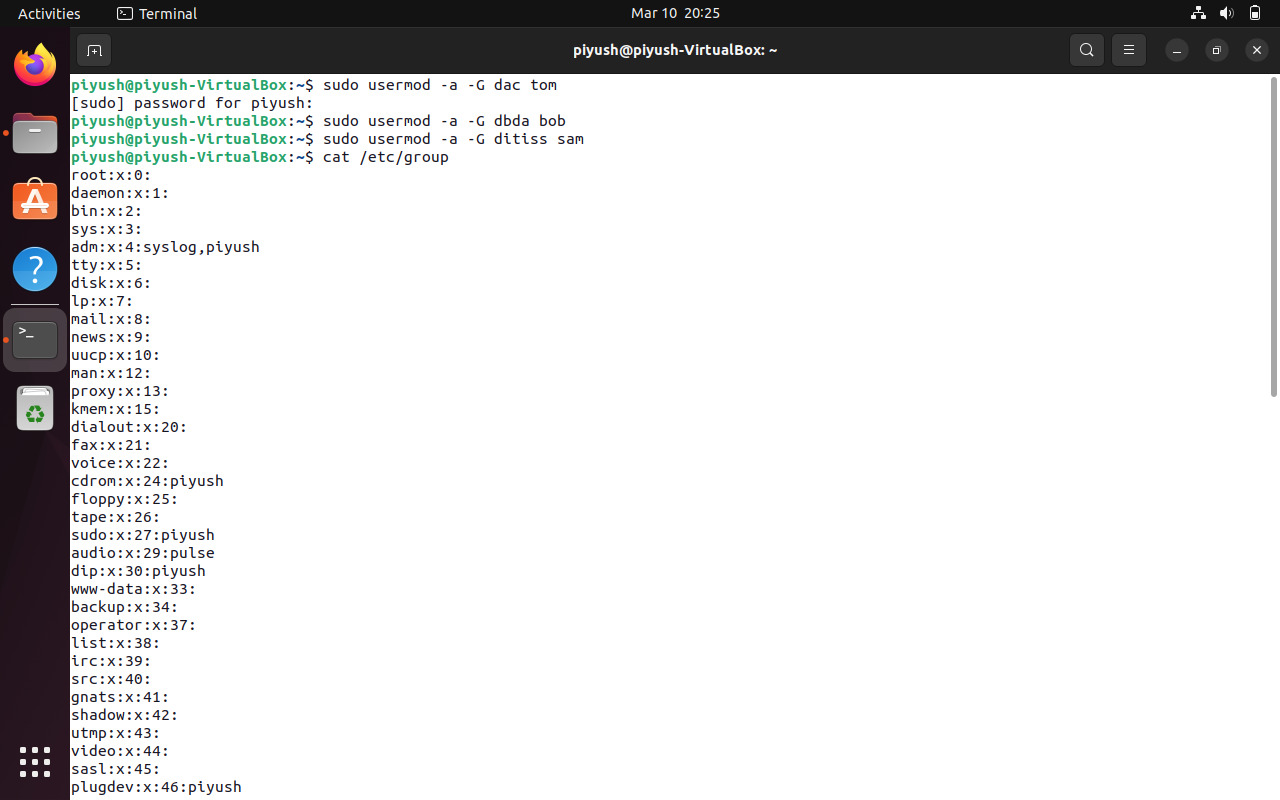 Activities
Terminal
Mar 10 20:25
piyush@piyush-VirtualBox: ~
piyush@piyush-VirtualBox:~$ sudo usermod -a -G dac tom
[sudo] password for piyush:
piyush@piyush-VirtualBox:~$ sudo usermod -a -G dbda bob
piyush@piyush-VirtualBox:~$ sudo usermod -a -G ditiss sam
piyush@piyush-VirtualBox:~$ cat /etc/group
root:x:0:
daemon:x:1:
bin:x:2:
sys:x:3:
adm:x:4:syslog,piyush
tty:x:5:
disk:x:6:
lp:x:7:
mail:x:8:
news:x:9:
uucp:x:10:
man:x:12:
proxy:x:13:
kmem:x:15:
dialout:x:20:
fax:x:21:
voice:x:22:
cdrom:x:24:piyush
floppy:x:25:
tape:x:26:
sudo:x:27:piyush
audio:x:29:pulse
dip:x:30:piyush
www-data:x:33:
backup:x:34:
operator:x:37:
list:x:38:
irc:x:39:
src:x:40:
gnats:x:41:
shadow:x:42:
utmp:x:43:
video:x:44:
sasl:x:45:
plugdev:x:46:piyush